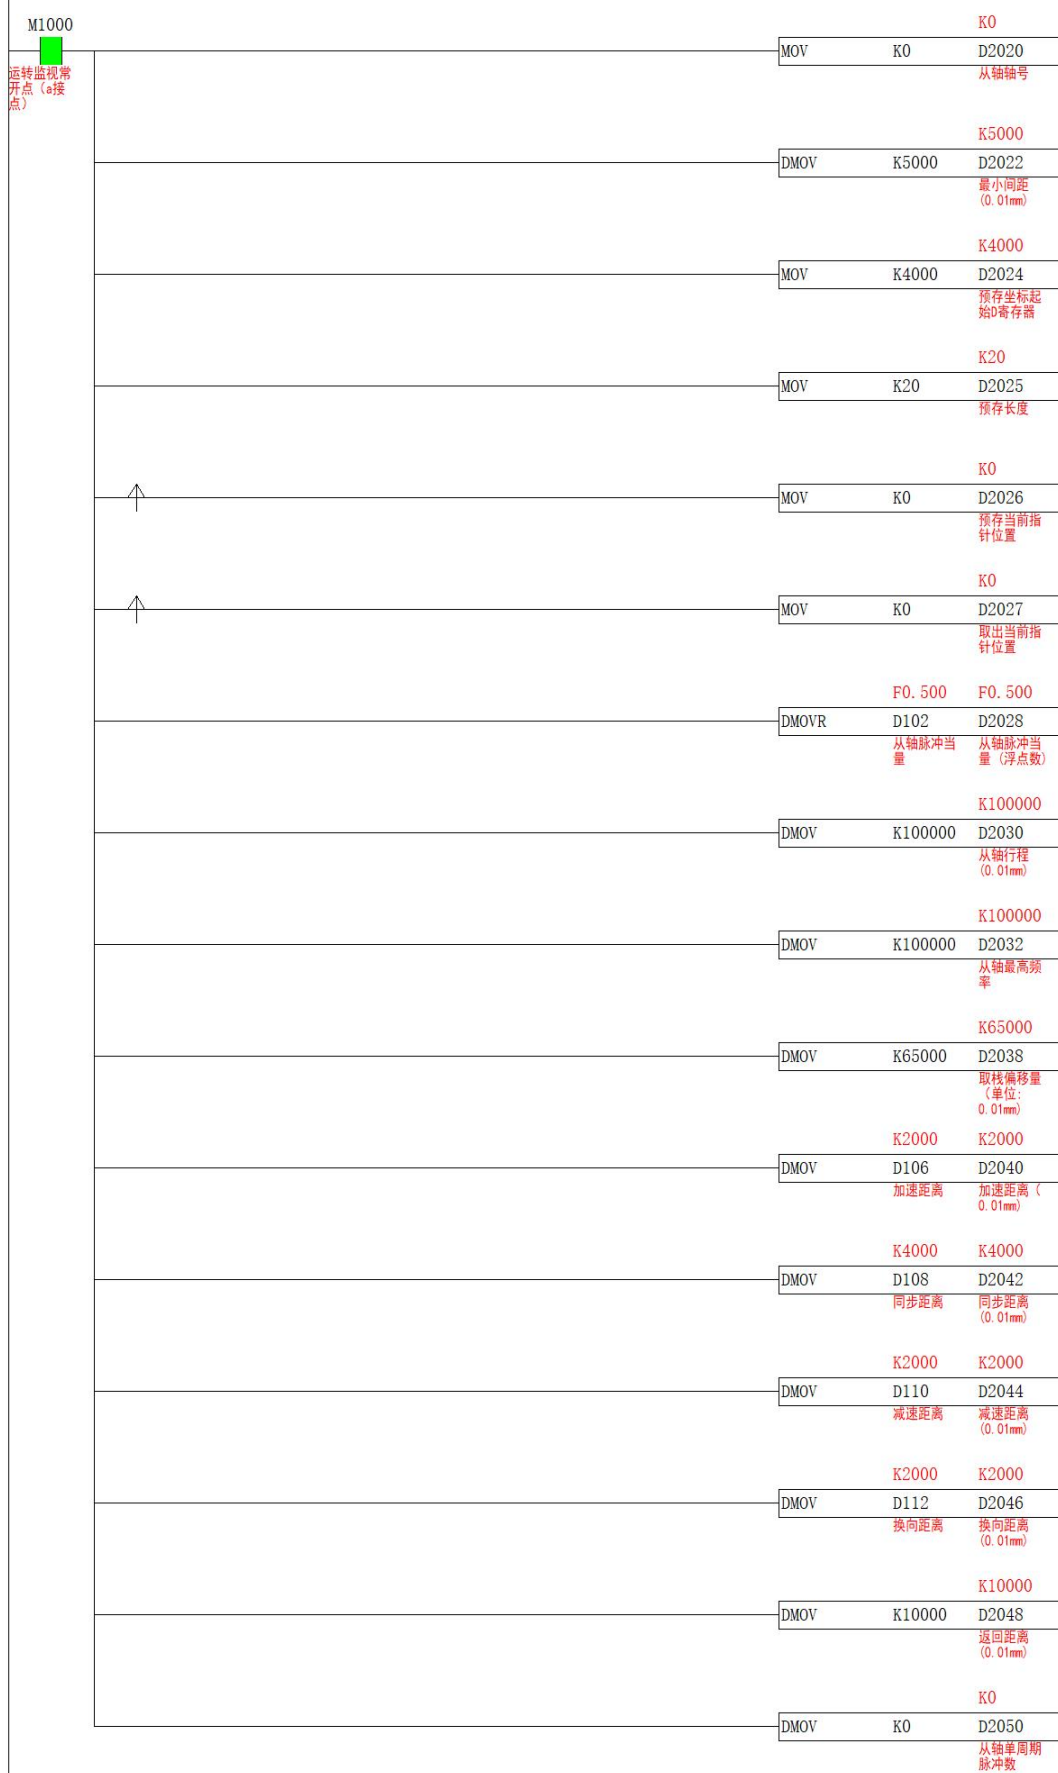 M1000
运转监视常
开点（a接
点）
K0
MOV K0 D2020
从轴轴号
K5000
DMOV K5000 D2022
最小间距
(0.01mm)
K4000
MOV K4000 D2024
预存坐标起
始D寄存器
K20
MOV K20 D2025
预存长度
K0
MOV K0 D2026
预存当前指
针位置
K0
MOV K0 D2027
取出当前指
针位置
F0.500 F0.500
DMOVR D102 D2028
从轴脉冲当 从轴脉冲当
量 量（浮点数）
K100000
DMOV K100000 D2030
从轴行程
(0.01mm)
K100000
DMOV K100000 D2032
从轴最高频
率
K65000
DMOV K65000 D2038
取栈偏移量
（单位:
0.01mm)
K2000 K2000
DMOV D106 D2040
加速距离 加速距离（
0.01mm)
K4000 K4000
DMOV D108 D2042
同步距离 同步距离
(0.01mm)
K2000 K2000
DMOV D110 D2044
减速距离 减速距离
(0.01mm)
K2000 K2000
DMOV D112 D2046
换向距离 换向距离
(0.01mm)
K10000
DMOV K10000 D2048
返回距离
(0.01mm)
K0
DMOV K0 D2050
从轴单周期
脉冲数